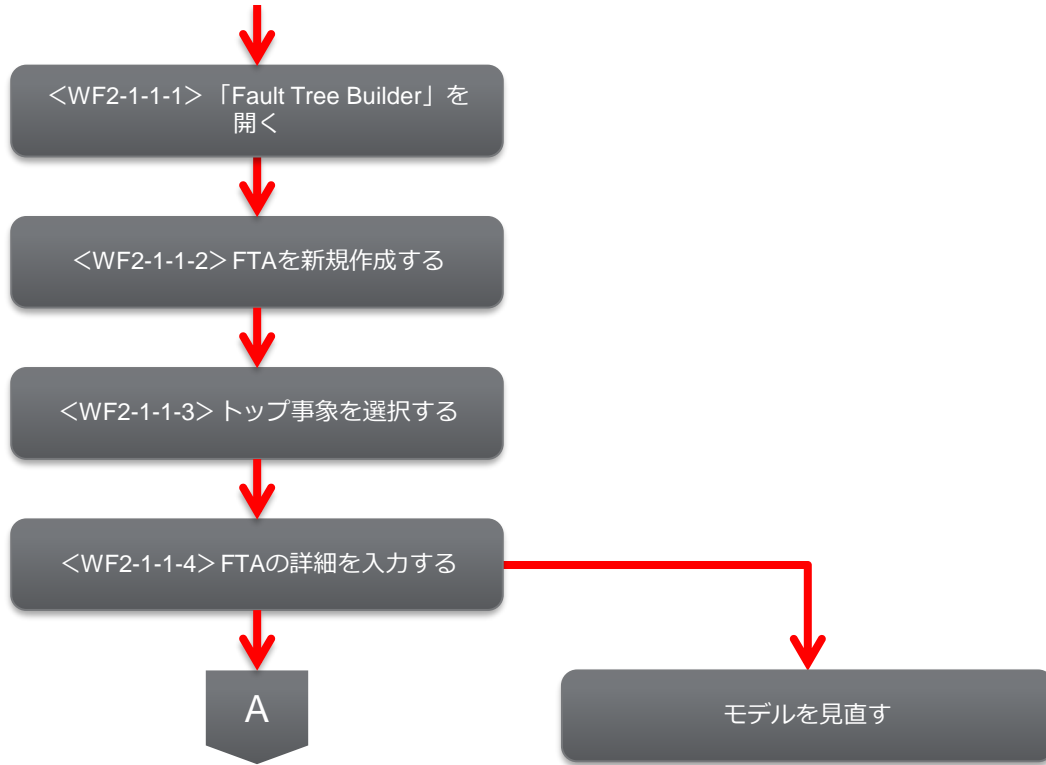 ＜WF2-1-1-1＞「Fault Tree Builder」を
開く
＜WF2-1-1-2＞FTAを新規作成する
＜WF2-1-1-3＞トップ事象を選択する
＜WF2-1-1-4＞FTAの詳細を入力する
A
モデルを見直す